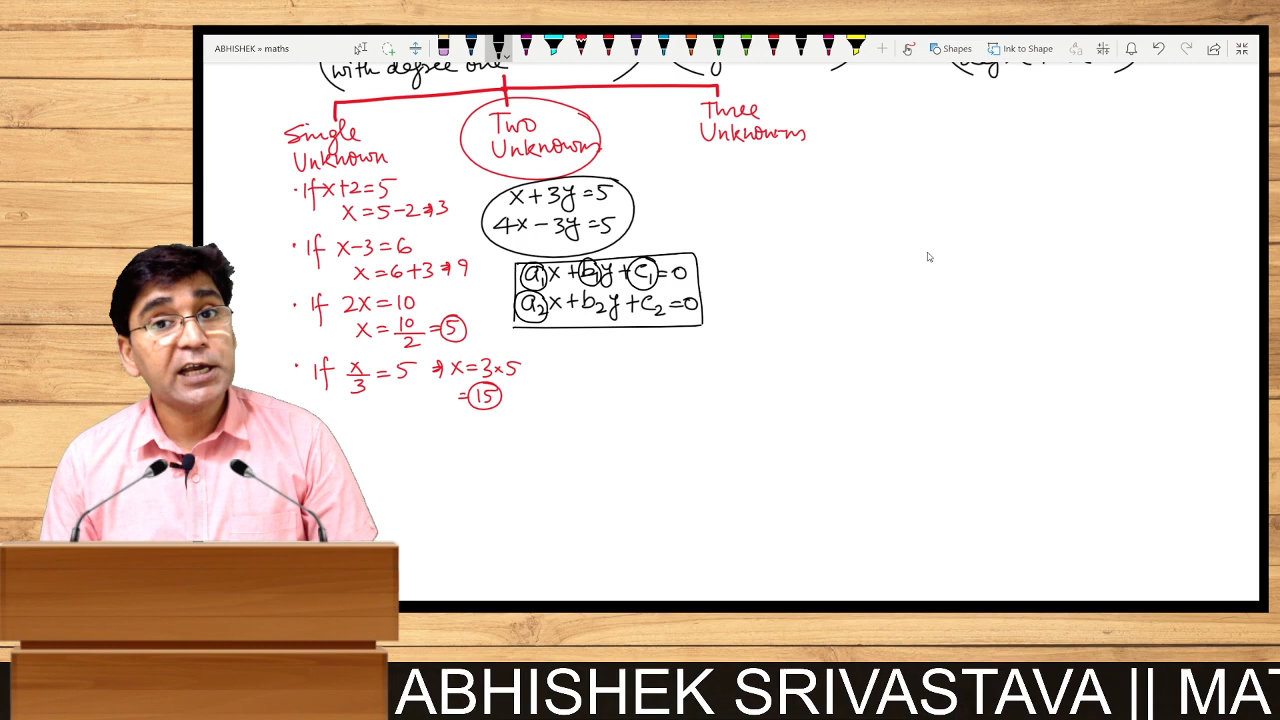 ABHISHEK » maths
Shapes
Ink to Shape
(with degree one )
Single
Unknown
Two
Unknowns
Three
Unknowns
· If x+2=5
x=5-2⇒3
· If x-3=6
x=6+3⇒9
· If 2x=10
x=10/2=5
· If x/3=5 ⇒ x=3×5
=15
x+3y=5
4x-3y=5
a₁x+b₁y+c₁=0
a₂x+b₂y+c₂=0
ABHISHEK SRIVASTAVA || MAT